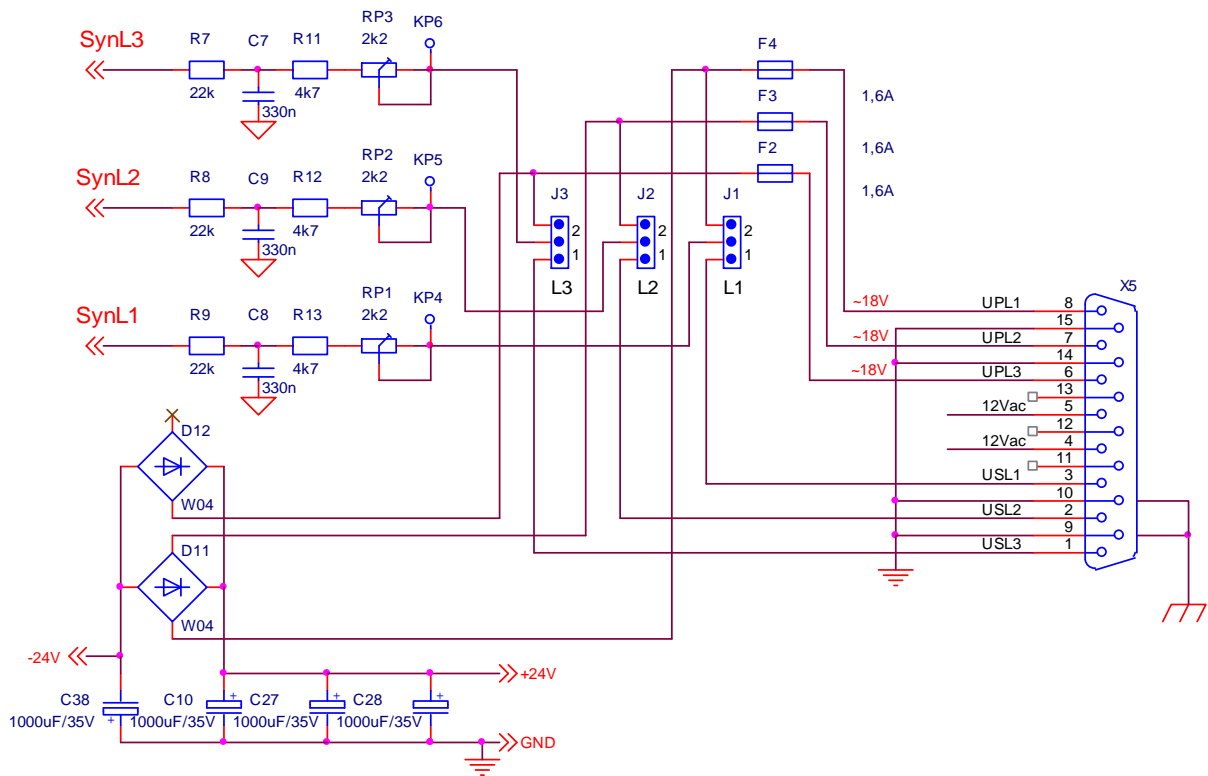 RP3
KP6
SynL3
R7
C7
R11
2k2
F4
22k
330n
4k7
1,6A
F3
RP2
KP5
1,6A
F2
SynL2
R8
C9
R12
2k2
1,6A
22k
330n
4k7
J3
J2
J1
2
2
2
1
1
1
L3
L2
L1
RP1
KP4
SynL1
R9
C8
R13
2k2
22k
330n
4k7
X5
~18V
UPL1
8
15
~18V
UPL2
7
14
~18V
UPL3
6
13
12Vac
5
12
12Vac
4
11
USL1
3
10
USL2
2
9
USL3
1
D12
W04
D11
W04
-24V
+24V
C38
C10
C27
C28
+
+
+
+
1000uF/35V
1000uF/35V
1000uF/35V
1000uF/35V
GND